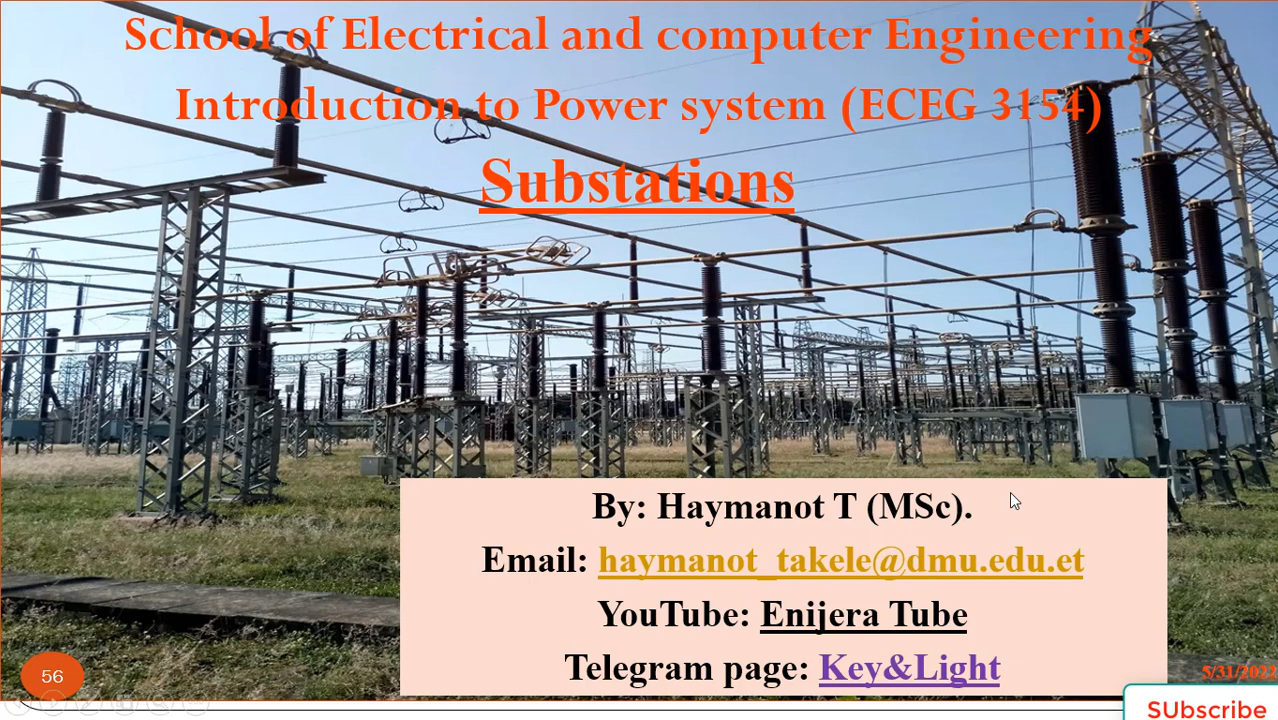 School of Electrical and computer Engineering
Introduction to Power system (ECEG 3154)
Substations
By: Haymanot T (MSc).
Email: haymanot_takele@dmu.edu.et
YouTube: Enijera Tube
Telegram page: Key&Light
56
5/31/2022
SUbscribe